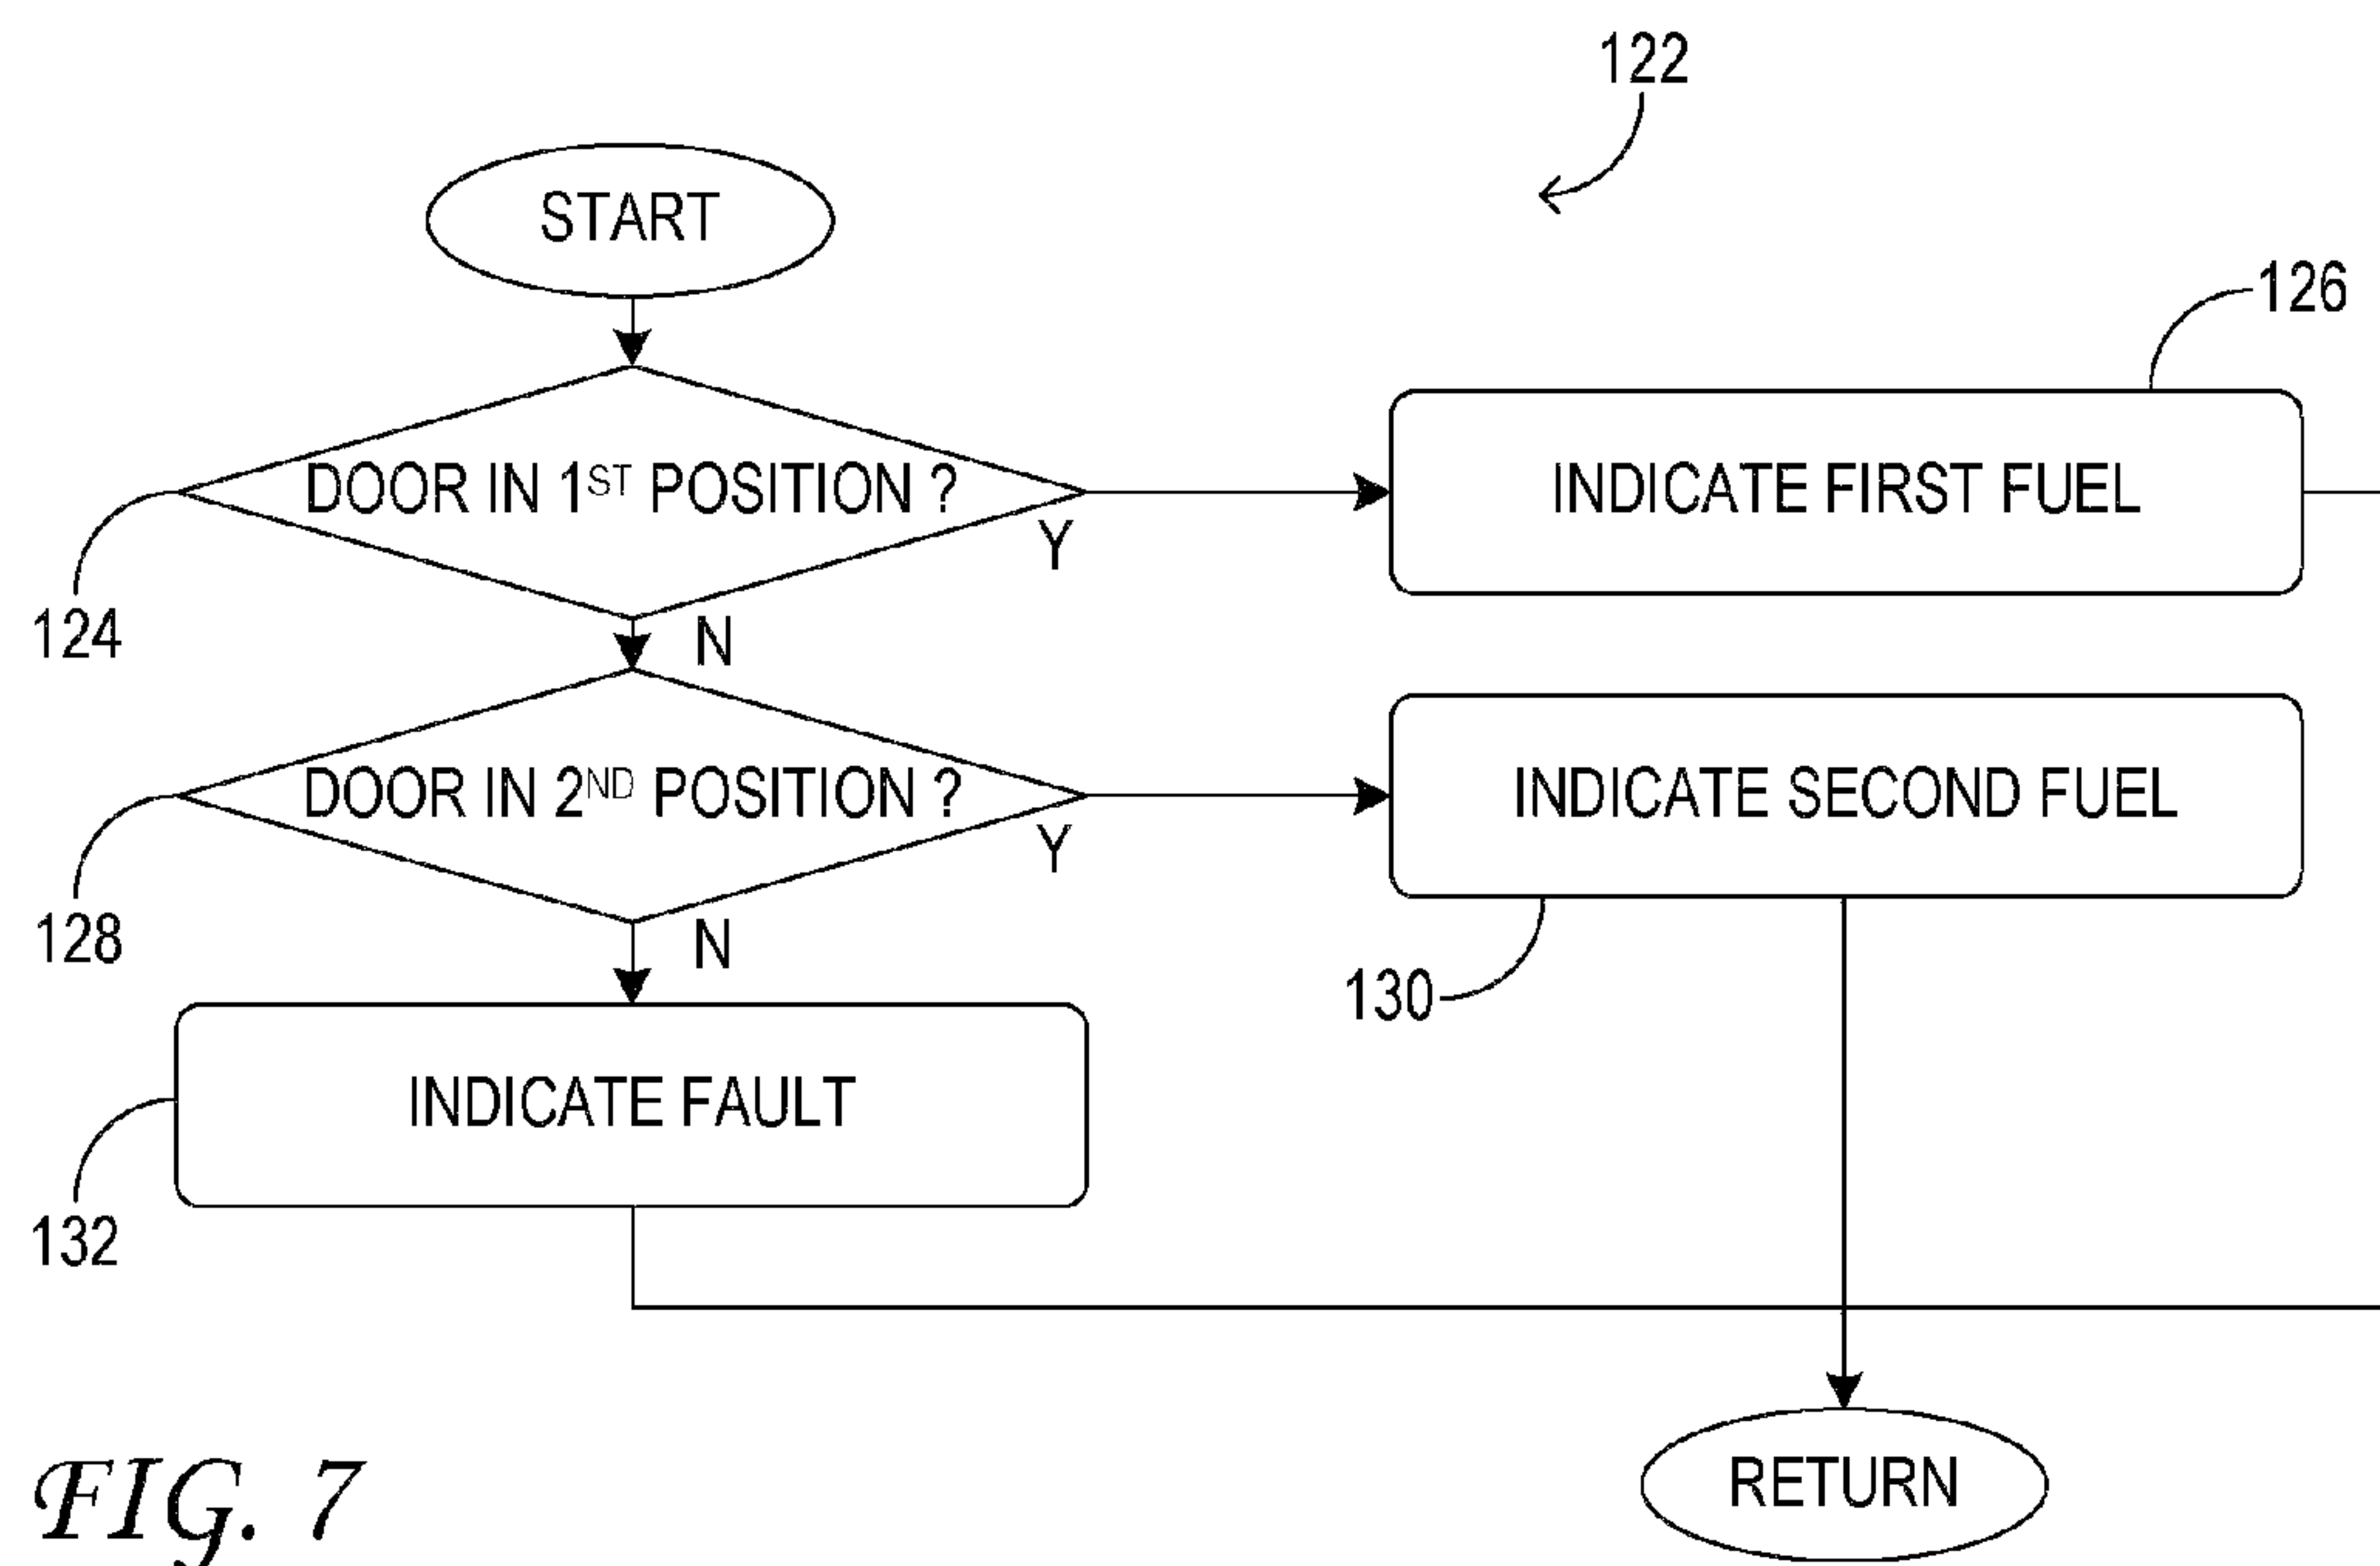 122
START
126
DOOR IN 1ST POSITION ?
INDICATE FIRST FUEL
Y
124
N
DOOR IN 2ND POSITION ?
INDICATE SECOND FUEL
Y
128
N
130
INDICATE FAULT
132
RETURN
FIG. 7